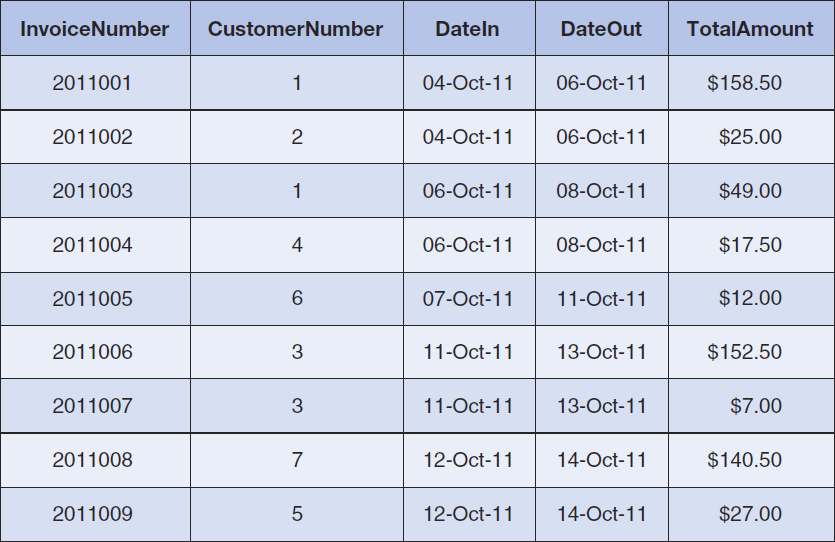 InvoiceNumber CustomerNumber DateIn DateOut TotalAmount
2011001 1 04-Oct-11 06-Oct-11 $158.50
2011002 2 04-Oct-11 06-Oct-11 $25.00
2011003 1 06-Oct-11 08-Oct-11 $49.00
2011004 4 06-Oct-11 08-Oct-11 $17.50
2011005 6 07-Oct-11 11-Oct-11 $12.00
2011006 3 11-Oct-11 13-Oct-11 $152.50
2011007 3 11-Oct-11 13-Oct-11 $7.00
2011008 7 12-Oct-11 14-Oct-11 $140.50
2011009 5 12-Oct-11 14-Oct-11 $27.00